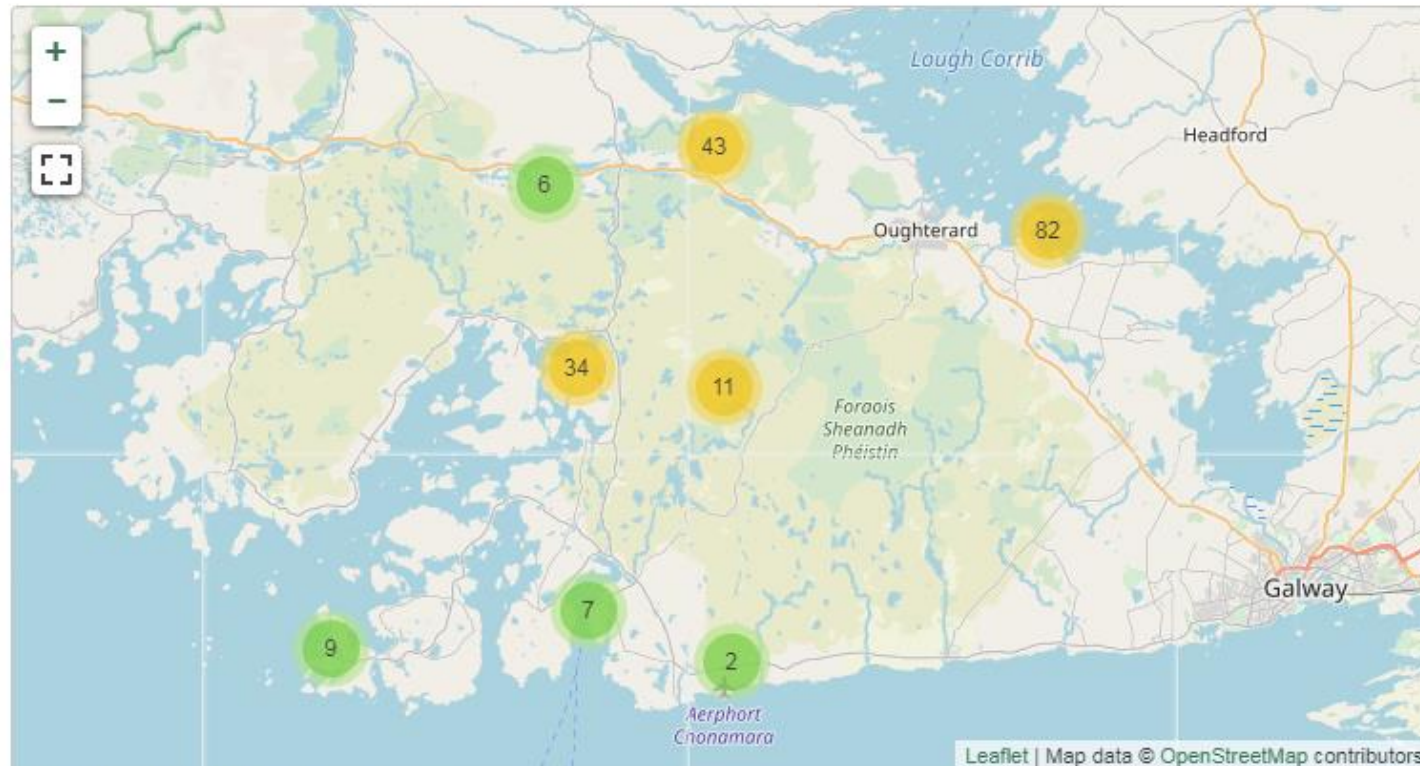 +
Lough Corrib
−
43
Headford
6
Oughterard
82
34
11
Foraois
Sheanadh
Phéistin
Galway
7
9
2
Aerphort
Chonamara
Leaflet | Map data © OpenStreetMap contributors